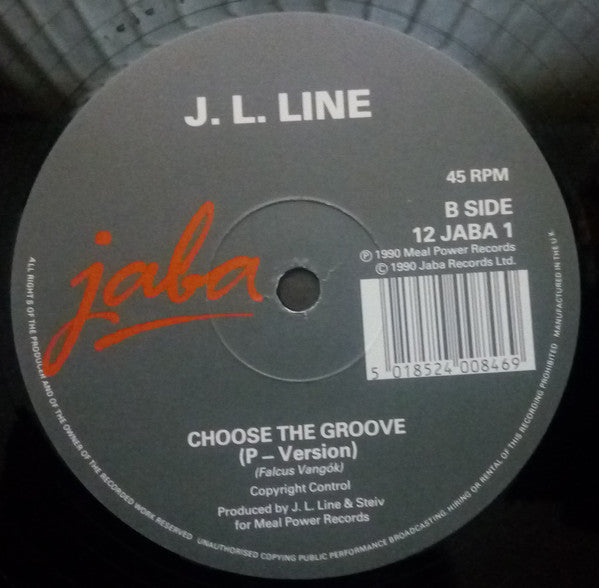 J. L. LINE
45 RPM
B SIDE
12 JABA 1
℗ 1990 Meal Power Records
© 1990 Jaba Records Ltd.
jaba
5 018524 008469
CHOOSE THE GROOVE
(P – Version)
(Falcus Vangók)
Copyright Control
Produced by J. L. Line & Steiv
for Meal Power Records
ALL RIGHTS OF THE PRODUCER AND OF THE OWNER OF THE RECORDED WORK RESERVED UNAUTHORISED COPYING PUBLIC PERFORMANCE BROADCASTING, HIRING OR RENTAL OF THIS RECORDING PROHIBITED MANUFACTURED IN THE U.K.